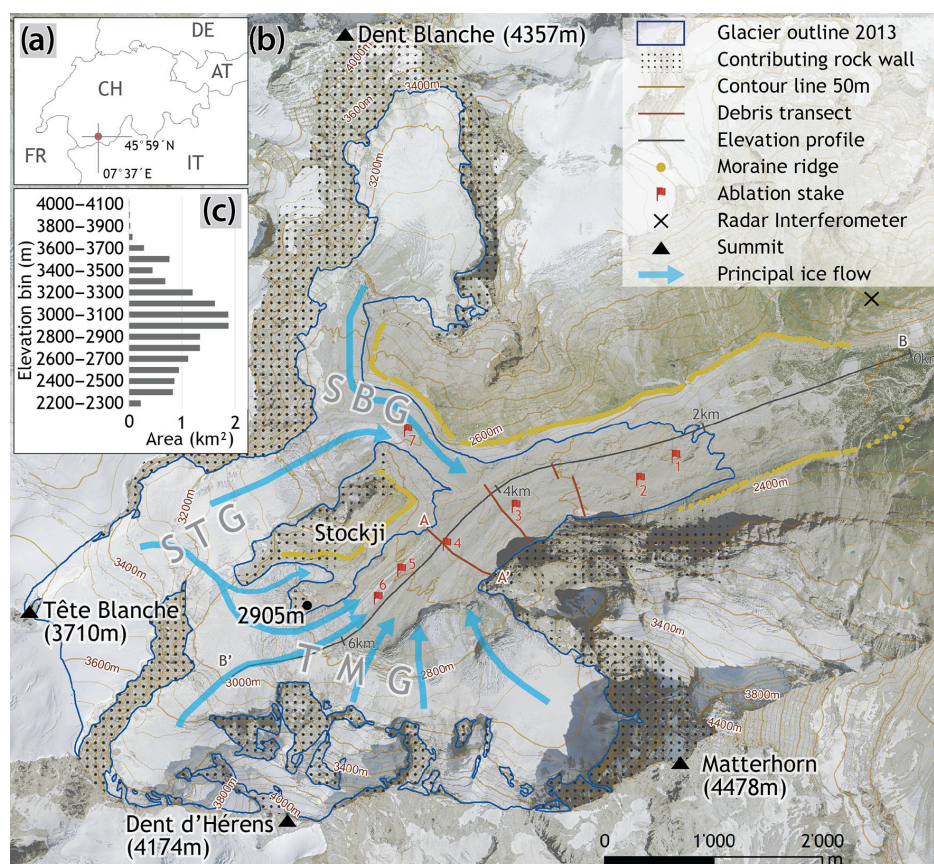 (a)
DE
CH
AT
FR
IT
45°59´N
07°37´E
(b)
Dent Blanche (4357m)
4000m
3600m
3400m
3200m
Glacier outline 2013
Contributing rock wall
Contour line 50m
Debris transect
Elevation profile
Moraine ridge
Ablation stake
Radar Interferometer
Summit
Principal ice flow
(c)
Elevation bin (m)
4000–4100
3800–3900
3600–3700
3400–3500
3200–3300
3000–3100
2800–2900
2600–2700
2400–2500
2200–2300
0
1
2
Area (km²)
B
0km
2km
SBG
7
2600m
1
2
2400m
4km
3
3200m
STG
Stockji
A
4
A'
5
6
3400m
2905m
Tête Blanche
(3710m)
6km
B'
TMG
2800m
3000m
3600m
3400m
3800m
4400m
3400m
3800m
4000m
Matterhorn
(4478m)
Dent d'Hérens
(4174m)
0
1'000
2'000
m